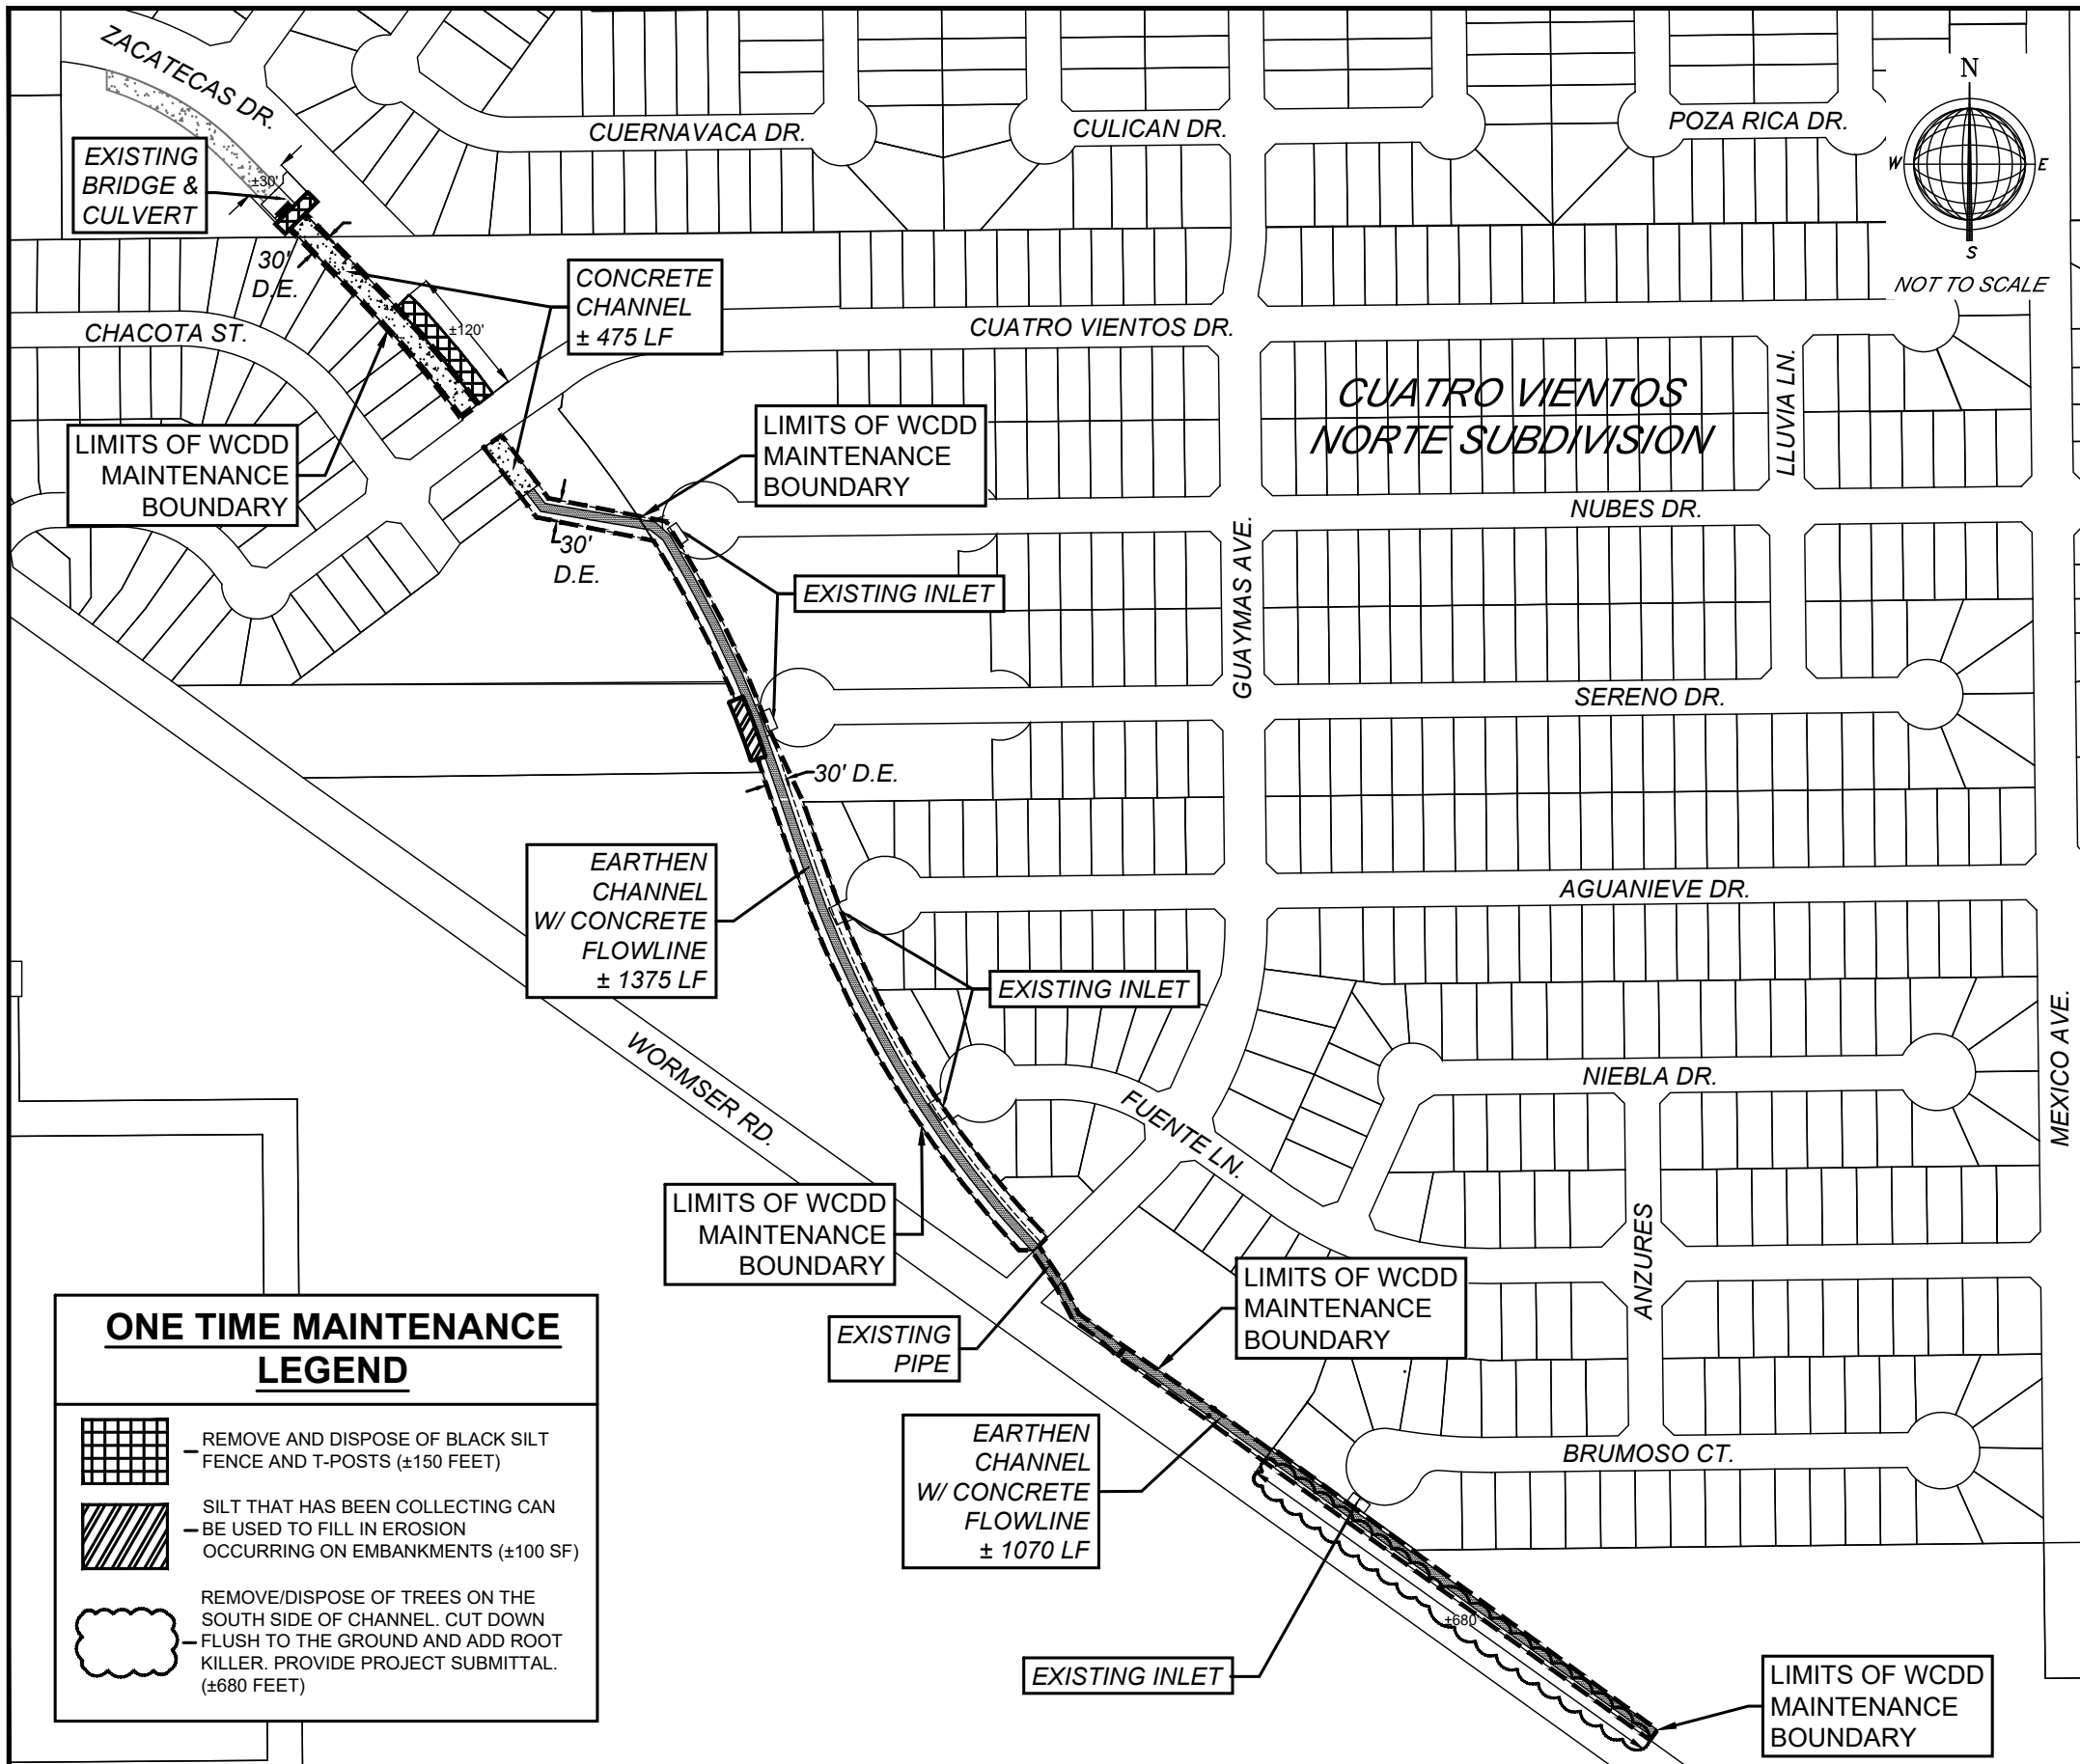 ZACATECAS DR.
CUERNAVACA DR.
CULICAN DR.
POZA RICA DR.
N
W
E
S
NOT TO SCALE
EXISTING
BRIDGE &
CULVERT
±30'
30'
D.E.
CONCRETE
CHANNEL
± 475 LF
±120'
CHACOTA ST.
CUATRO VIENTOS DR.
CUATRO VIENTOS
NORTE SUBDIVISION
LLUVIA LN.
LIMITS OF WCDD
MAINTENANCE
BOUNDARY
LIMITS OF WCDD
MAINTENANCE
BOUNDARY
NUBES DR.
30'
D.E.
EXISTING INLET
GUAYMAS AVE.
SERENO DR.
30' D.E.
EARTHEN
CHANNEL
W/ CONCRETE
FLOWLINE
± 1375 LF
AGUANIEVE DR.
EXISTING INLET
WORMSER RD.
NIEBLA DR.
MEXICO AVE.
FUENTE LN.
LIMITS OF WCDD
MAINTENANCE
BOUNDARY
ANZURES
LIMITS OF WCDD
MAINTENANCE
BOUNDARY
EXISTING
PIPE
EARTHEN
CHANNEL
W/ CONCRETE
FLOWLINE
± 1070 LF
BRUMOSO CT.
±680'
EXISTING INLET
LIMITS OF WCDD
MAINTENANCE
BOUNDARY
ONE TIME MAINTENANCE
LEGEND
REMOVE AND DISPOSE OF BLACK SILT
FENCE AND T-POSTS (±150 FEET)
SILT THAT HAS BEEN COLLECTING CAN
BE USED TO FILL IN EROSION
OCCURRING ON EMBANKMENTS (±100 SF)
REMOVE/DISPOSE OF TREES ON THE
SOUTH SIDE OF CHANNEL. CUT DOWN
FLUSH TO THE GROUND AND ADD ROOT
KILLER. PROVIDE PROJECT SUBMITTAL.
(±680 FEET)